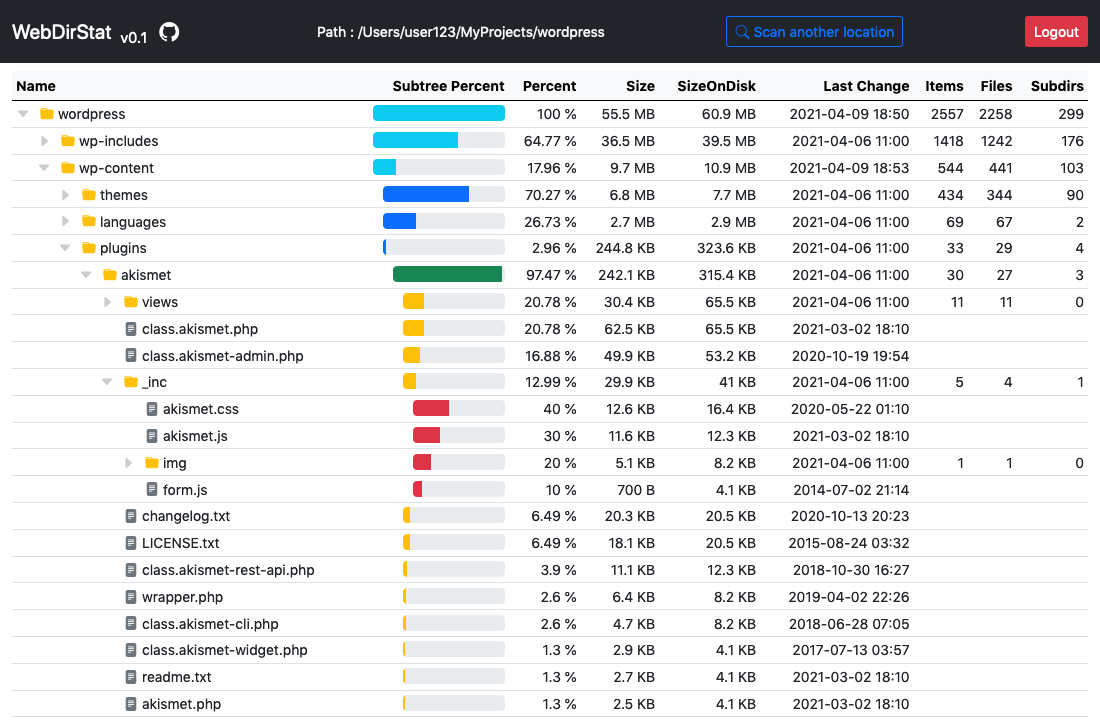 WebDirStat v0.1 Path : /Users/user123/MyProjects/wordpress Scan another location Logout
Name Subtree Percent Percent Size SizeOnDisk Last Change Items Files Subdirs
wordpress 100 % 55.5 MB 60.9 MB 2021-04-09 18:50 2557 2258 299
wp-includes 64.77 % 36.5 MB 39.5 MB 2021-04-06 11:00 1418 1242 176
wp-content 17.96 % 9.7 MB 10.9 MB 2021-04-09 18:53 544 441 103
themes 70.27 % 6.8 MB 7.7 MB 2021-04-06 11:00 434 344 90
languages 26.73 % 2.7 MB 2.9 MB 2021-04-06 11:00 69 67 2
plugins 2.96 % 244.8 KB 323.6 KB 2021-04-06 11:00 33 29 4
akismet 97.47 % 242.1 KB 315.4 KB 2021-04-06 11:00 30 27 3
views 20.78 % 30.4 KB 65.5 KB 2021-04-06 11:00 11 11 0
class.akismet.php 20.78 % 62.5 KB 65.5 KB 2021-03-02 18:10
class.akismet-admin.php 16.88 % 49.9 KB 53.2 KB 2020-10-19 19:54
_inc 12.99 % 29.9 KB 41 KB 2021-04-06 11:00 5 4 1
akismet.css 40 % 12.6 KB 16.4 KB 2020-05-22 01:10
akismet.js 30 % 11.6 KB 12.3 KB 2021-03-02 18:10
img 20 % 5.1 KB 8.2 KB 2021-04-06 11:00 1 1 0
form.js 10 % 700 B 4.1 KB 2014-07-02 21:14
changelog.txt 6.49 % 20.3 KB 20.5 KB 2020-10-13 20:23
LICENSE.txt 6.49 % 18.1 KB 20.5 KB 2015-08-24 03:32
class.akismet-rest-api.php 3.9 % 11.1 KB 12.3 KB 2018-10-30 16:27
wrapper.php 2.6 % 6.4 KB 8.2 KB 2019-04-02 22:26
class.akismet-cli.php 2.6 % 4.7 KB 8.2 KB 2018-06-28 07:05
class.akismet-widget.php 1.3 % 2.9 KB 4.1 KB 2017-07-13 03:57
readme.txt 1.3 % 2.7 KB 4.1 KB 2021-03-02 18:10
akismet.php 1.3 % 2.5 KB 4.1 KB 2021-03-02 18:10